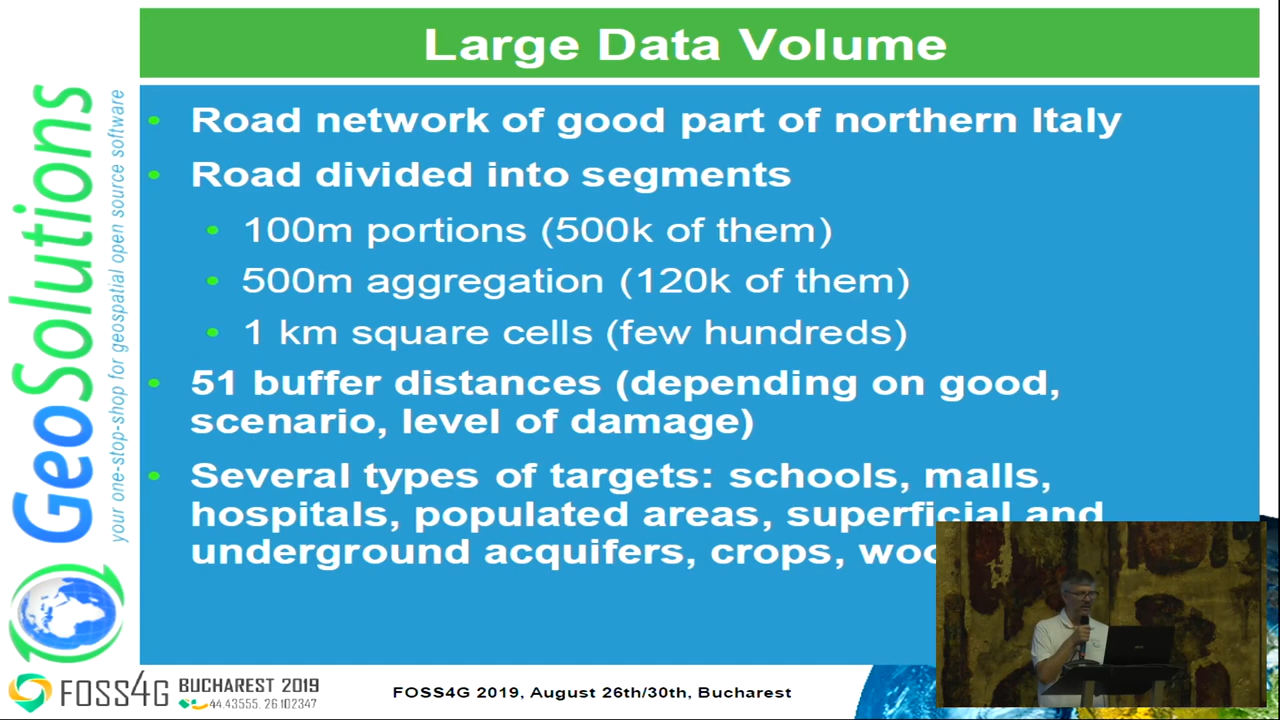 Large Data Volume
Road network of good part of northern Italy
Road divided into segments
100m portions (500k of them)
500m aggregation (120k of them)
1 km square cells (few hundreds)
51 buffer distances (depending on good,
scenario, level of damage)
Several types of targets: schools, malls,
hospitals, populated areas, superficial and
underground acquifers, crops,
GeoSolutions
your one-stop-shop for geospatial open source software
FOSS4G BUCHAREST 2019
44.43555, 26.102347
FOSS4G 2019, August 26th/30th, Bucharest